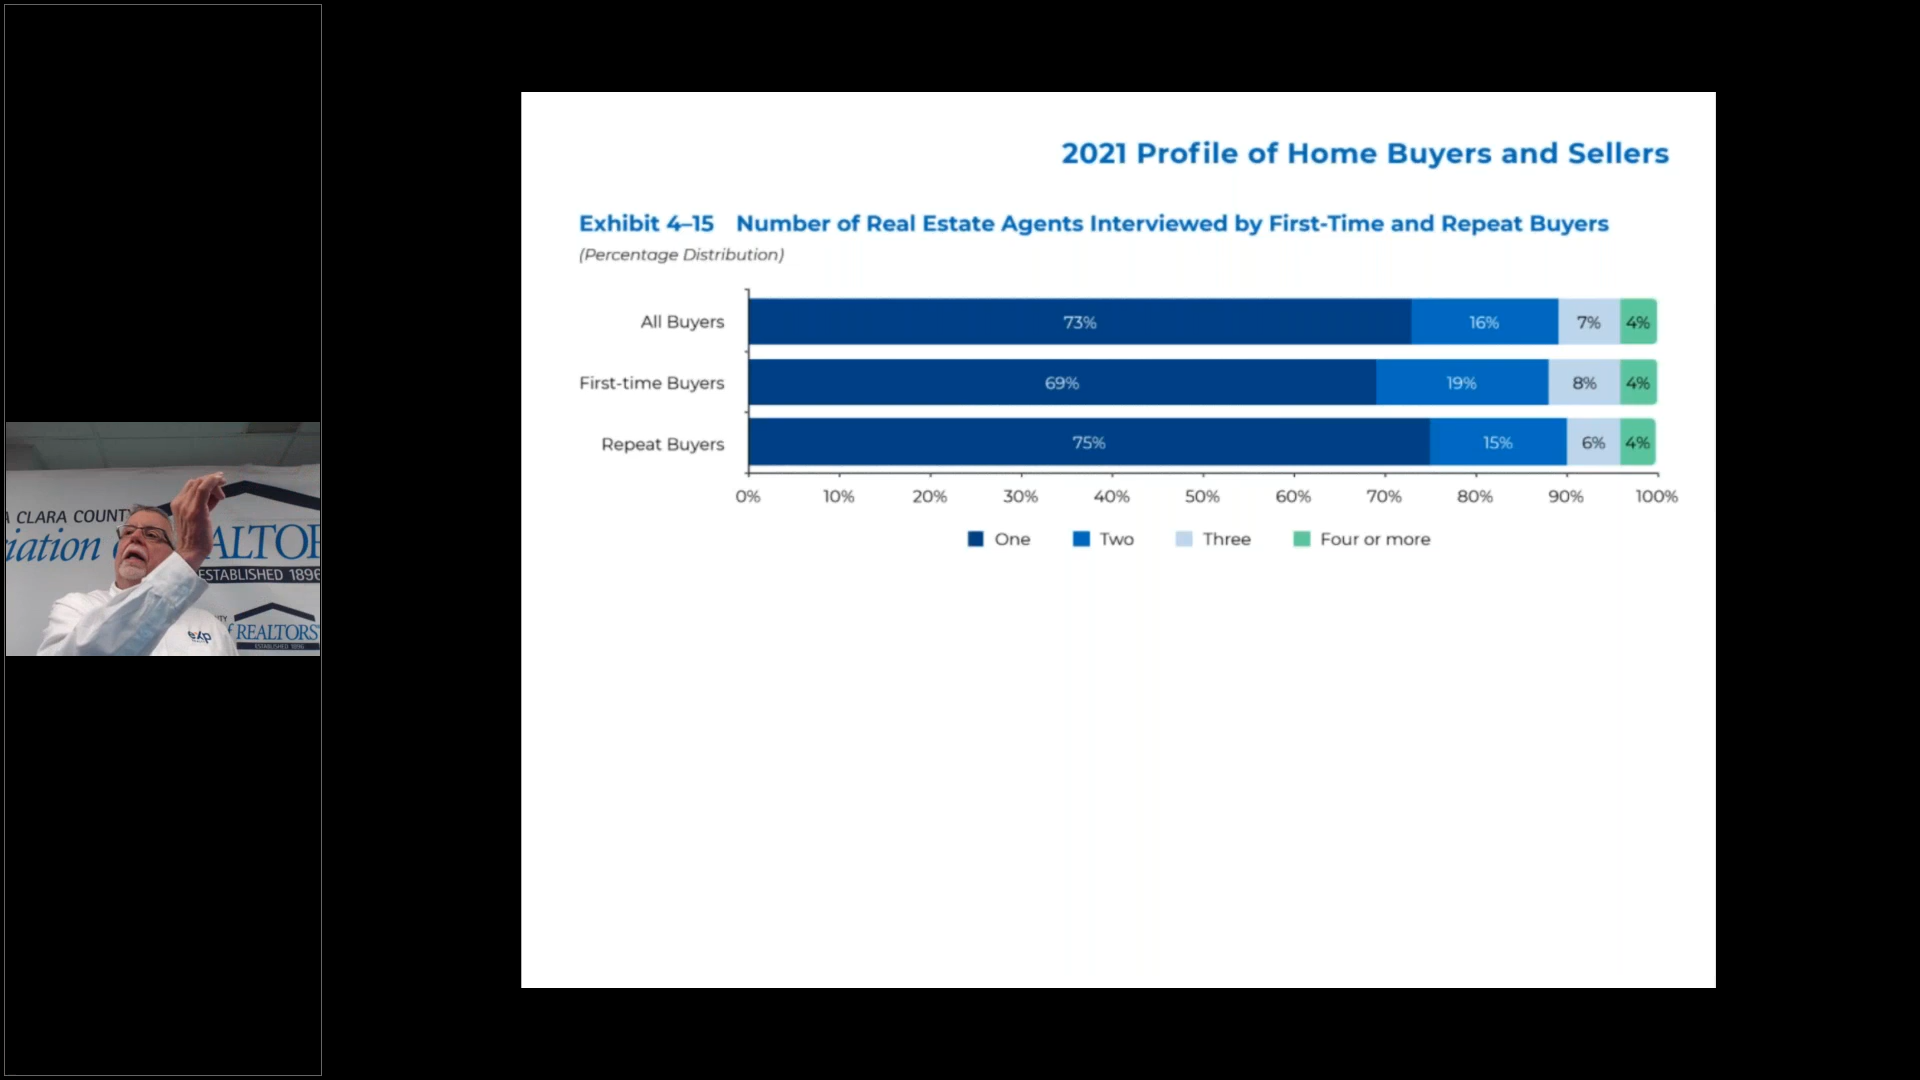 A CLARA COUNTY
iation
ALTOR
ESTABLISHED 1896
exp
of REALTORS
ESTABLISHED 1896
2021 Profile of Home Buyers and Sellers
Exhibit 4–15 Number of Real Estate Agents Interviewed by First-Time and Repeat Buyers
(Percentage Distribution)
All Buyers 73% 16% 7% 4%
First-time Buyers 69% 19% 8% 4%
Repeat Buyers 75% 15% 6% 4%
0% 10% 20% 30% 40% 50% 60% 70% 80% 90% 100%
One Two Three Four or more